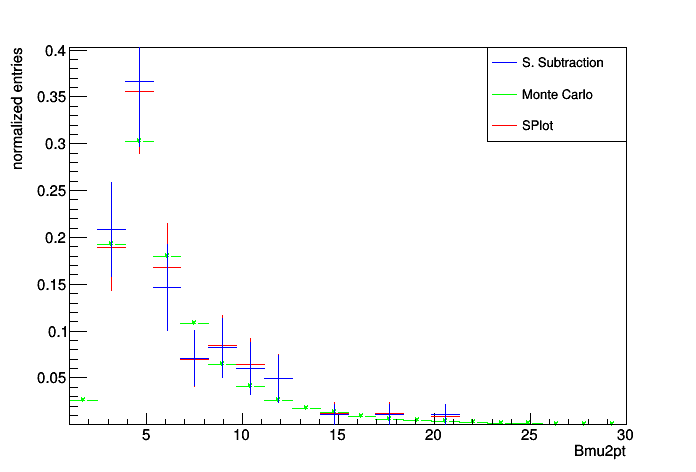 normalized entries
0.4
0.35
0.3
0.25
0.2
0.15
0.1
0.05
S. Subtraction
Monte Carlo
SPlot
5 10 15 20 25 30
Bmu2pt